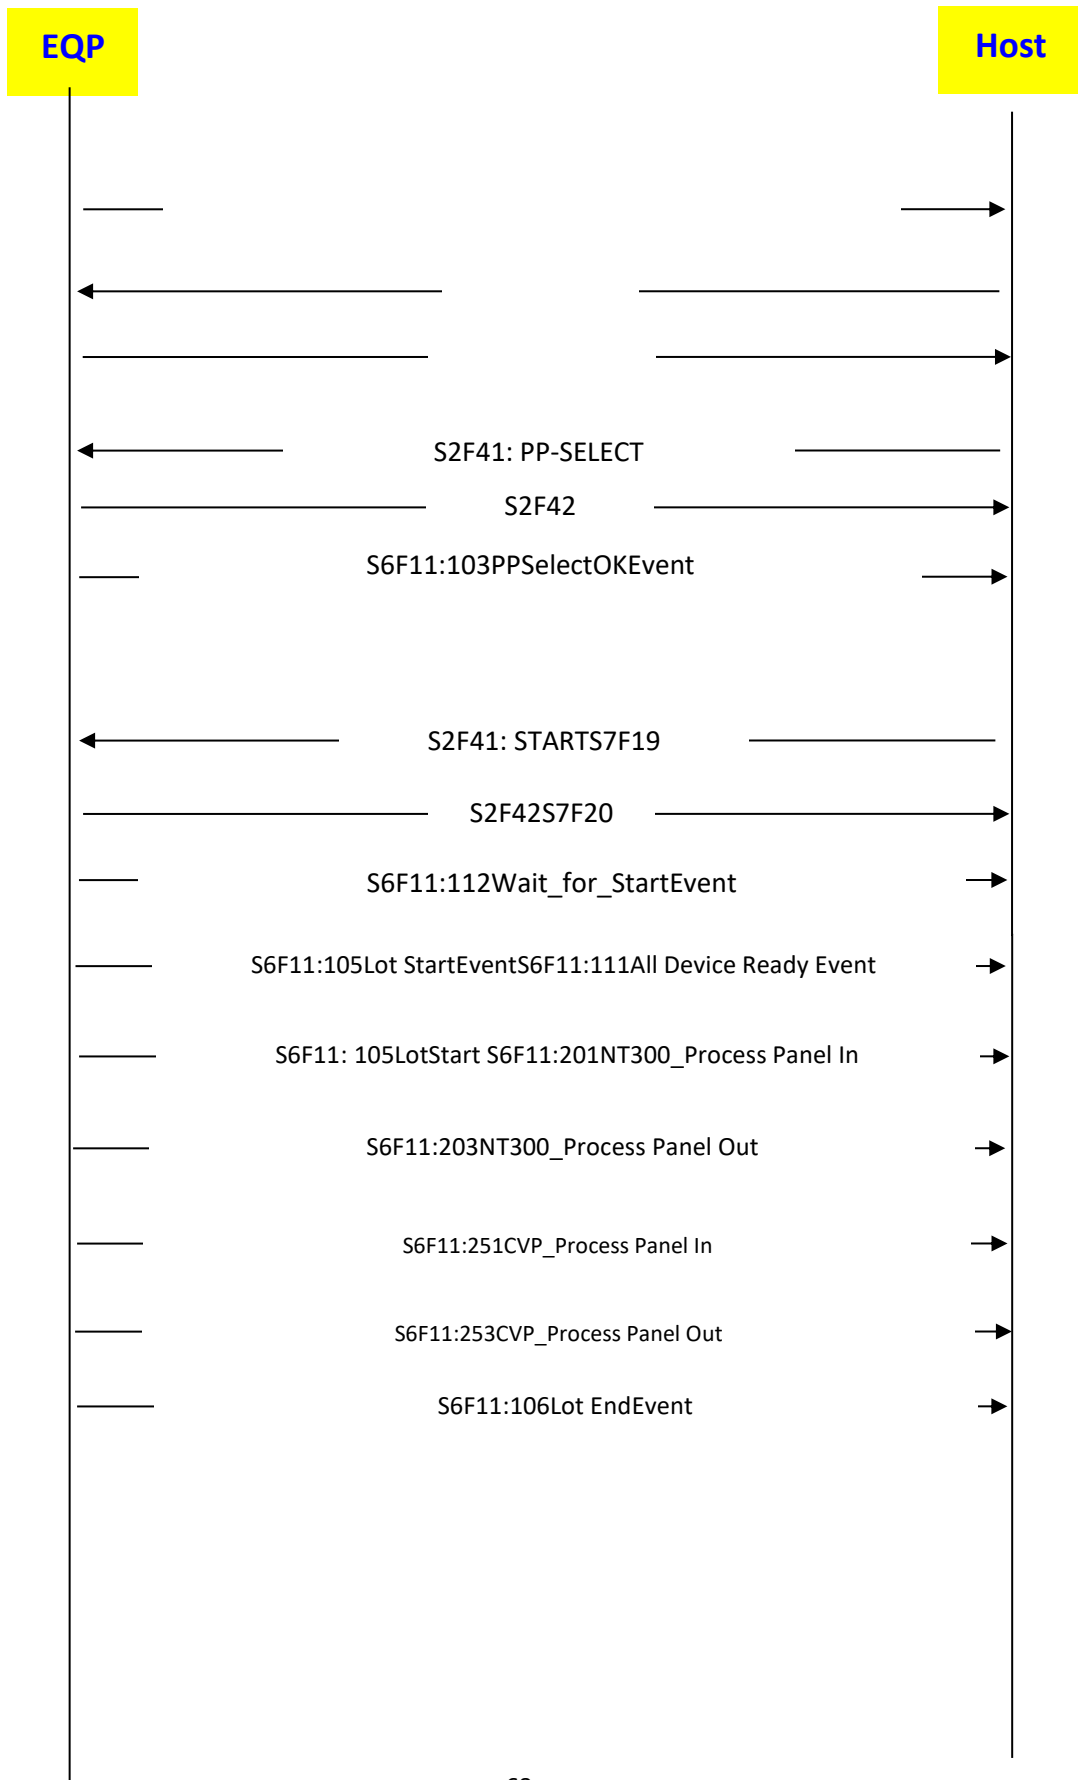 EQP
Host
S2F41: PP-SELECT
S2F42
S6F11:103PPSelectOKEvent
S2F41: STARTS7F19
S2F42S7F20
S6F11:112Wait_for_StartEvent
S6F11:105Lot StartEventS6F11:111All Device Ready Event
S6F11: 105LotStart S6F11:201NT300_Process Panel In
S6F11:203NT300_Process Panel Out
S6F11:251CVP_Process Panel In
S6F11:253CVP_Process Panel Out
S6F11:106Lot EndEvent